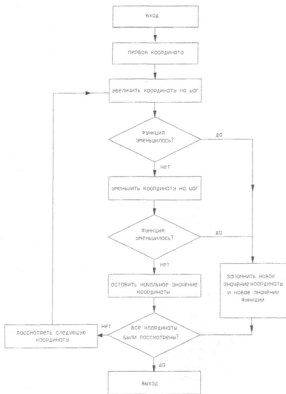 вход
первая координата
увеличить координату на шаг
функция
уменьшилась?
да
нет
уменьшить координату на шаг
функция
уменьшилась?
да
нет
оставить начальное значение
координаты
запомнить новое
значение координаты
и новое значение
функции
рассмотреть следующую
координату
нет
все координаты
были рассмотрены?
да
выход